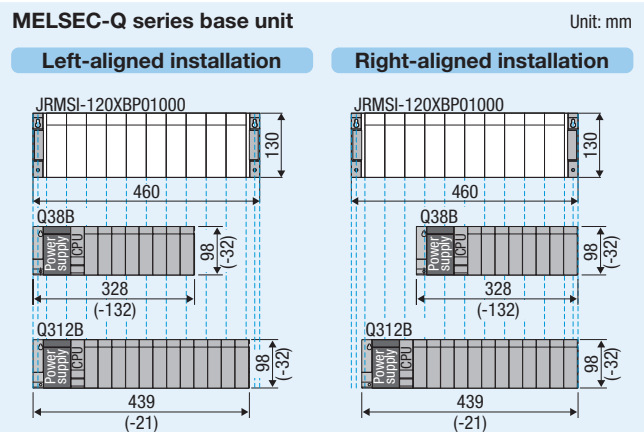 MELSEC-Q series base unit
Unit: mm
Left-aligned installation
Right-aligned installation
JRMSI-120XBP01000
130
460
Q38B
Power
supply
CPU
98
(-32)
328
(-132)
Q312B
Power
supply
CPU
98
(-32)
439
(-21)
JRMSI-120XBP01000
130
460
Q38B
Power
supply
CPU
98
(-32)
328
(-132)
Q312B
Power
supply
CPU
98
(-32)
439
(-21)